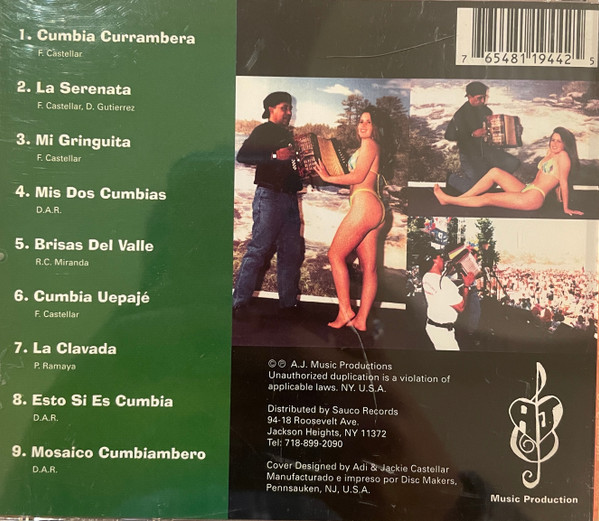 1. Cumbia Currambera
F. Castellar
2. La Serenata
F. Castellar, D. Gutierrez
3. Mi Gringuita
F. Castellar
4. Mis Dos Cumbias
D.A.R.
5. Brisas Del Valle
R.C. Miranda
6. Cumbia Uepajé
F. Castellar
7. La Clavada
P. Ramaya
8. Esto Si Es Cumbia
D.A.R.
9. Mosaico Cumbiambero
D.A.R.
7 65481 19442 5
©℗ A.J. Music Productions
Unauthorized duplication is a violation of
applicable laws. NY. U.S.A.
Distributed by Sauco Records
94-18 Roosevelt Ave.
Jackson Heights, NY 11372
Tel: 718-899-2090
Cover Designed by Adi & Jackie Castellar
Manufacturado e impreso por Disc Makers,
Pennsauken, NJ, U.S.A.
AJ
Music Production